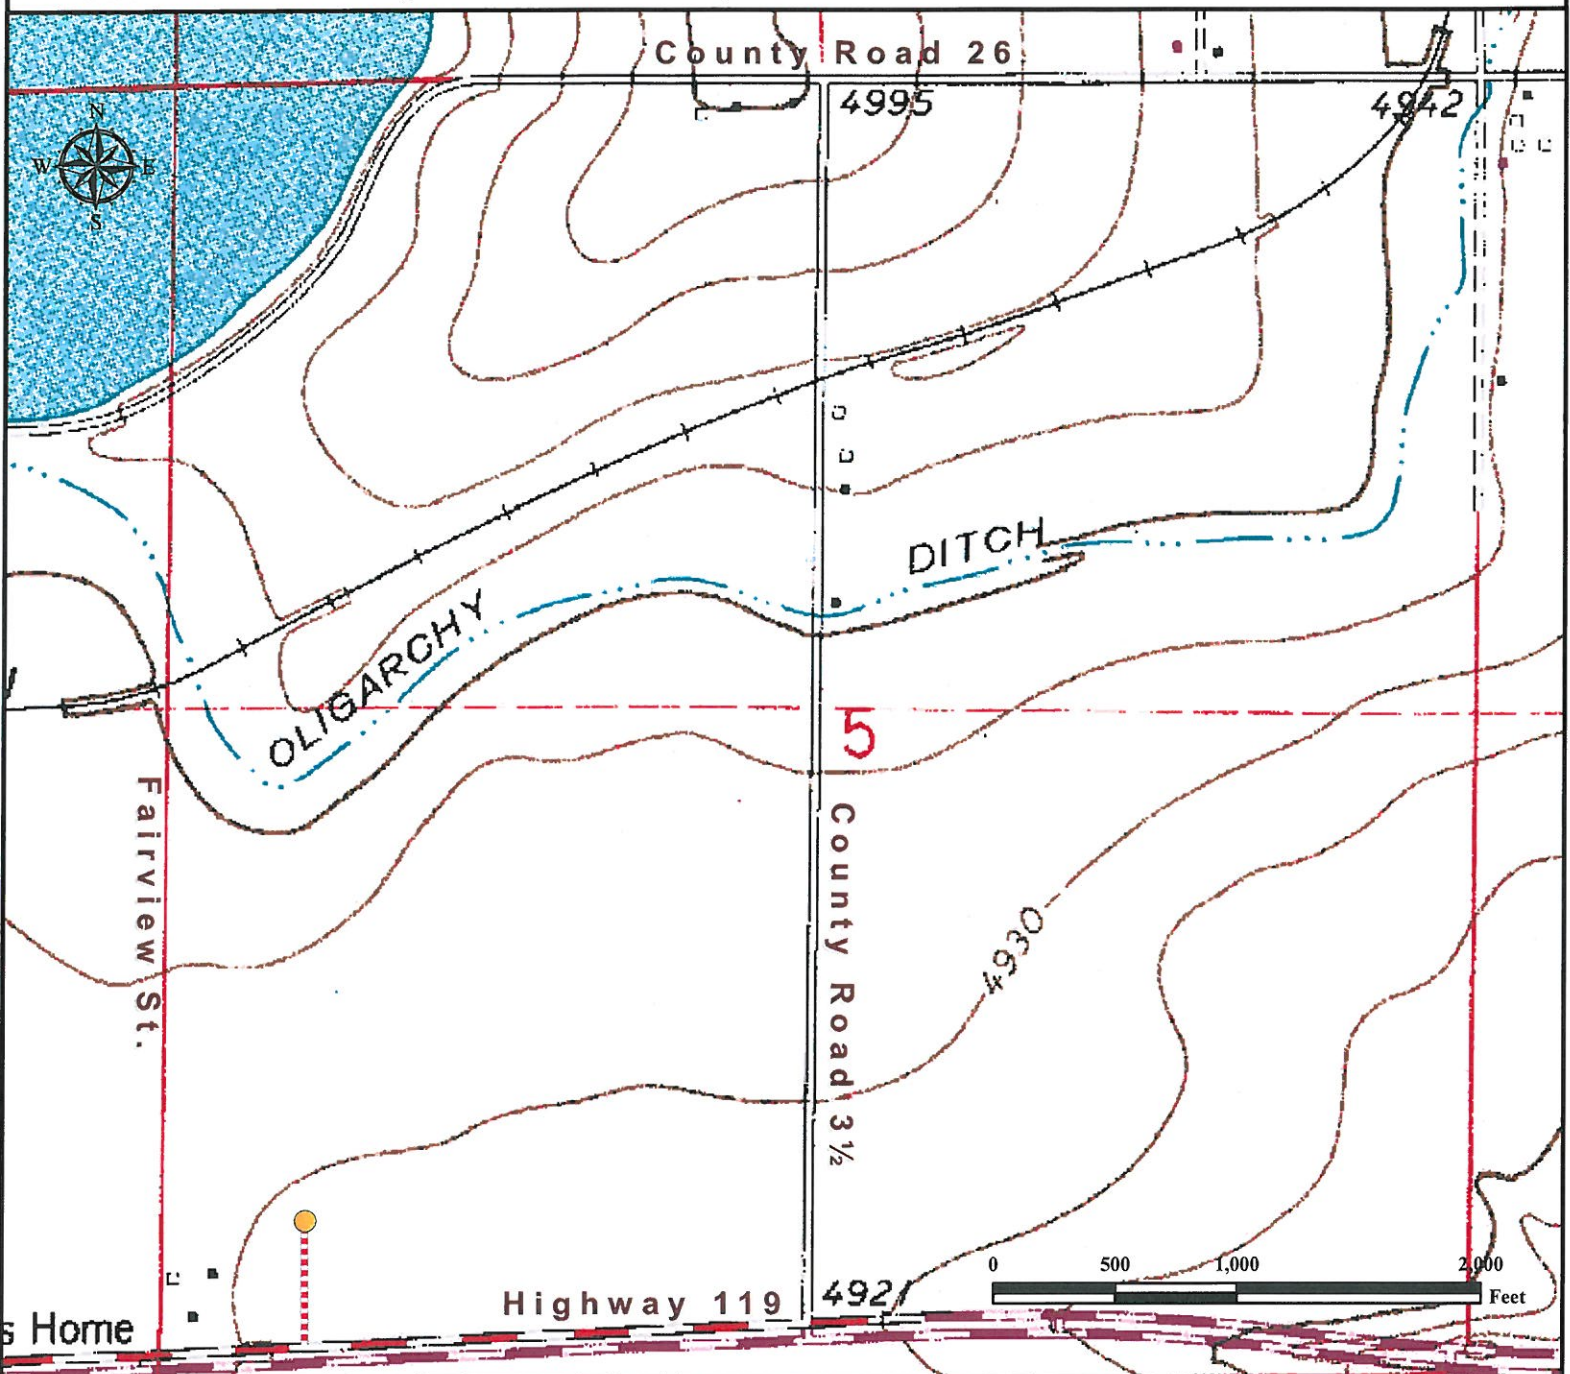 County Road 26
4995
4942
N
W E
S
DITCH
OLIGARCHY
5
Fairview St.
County Road 3½
4930
0 500 1,000 2,000
Feet
4921
Highway 119
s Home